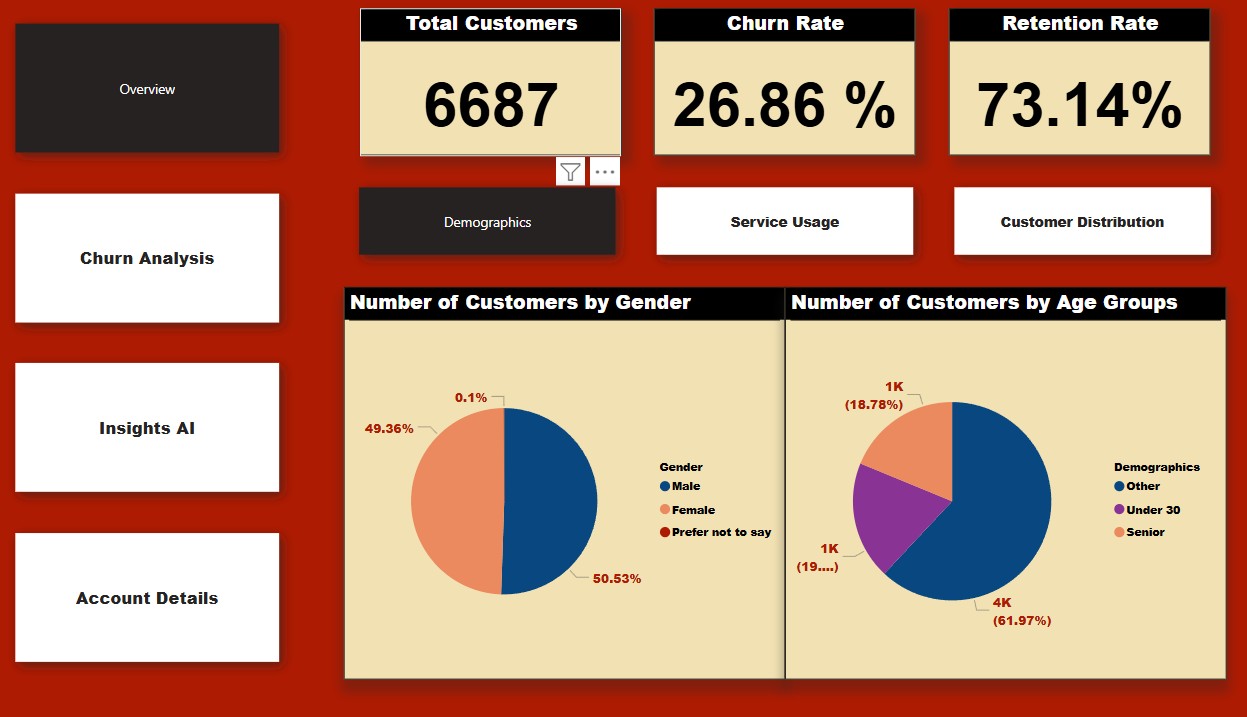 Overview
Churn Analysis
Insights AI
Account Details
Total Customers
6687
Churn Rate
26.86 %
Retention Rate
73.14%
Demographics
Service Usage
Customer Distribution
Number of Customers by Gender
0.1%
49.36%
50.53%
Gender
Male
Female
Prefer not to say
Number of Customers by Age Groups
1K
(18.78%)
1K
(19....)
4K
(61.97%)
Demographics
Other
Under 30
Senior